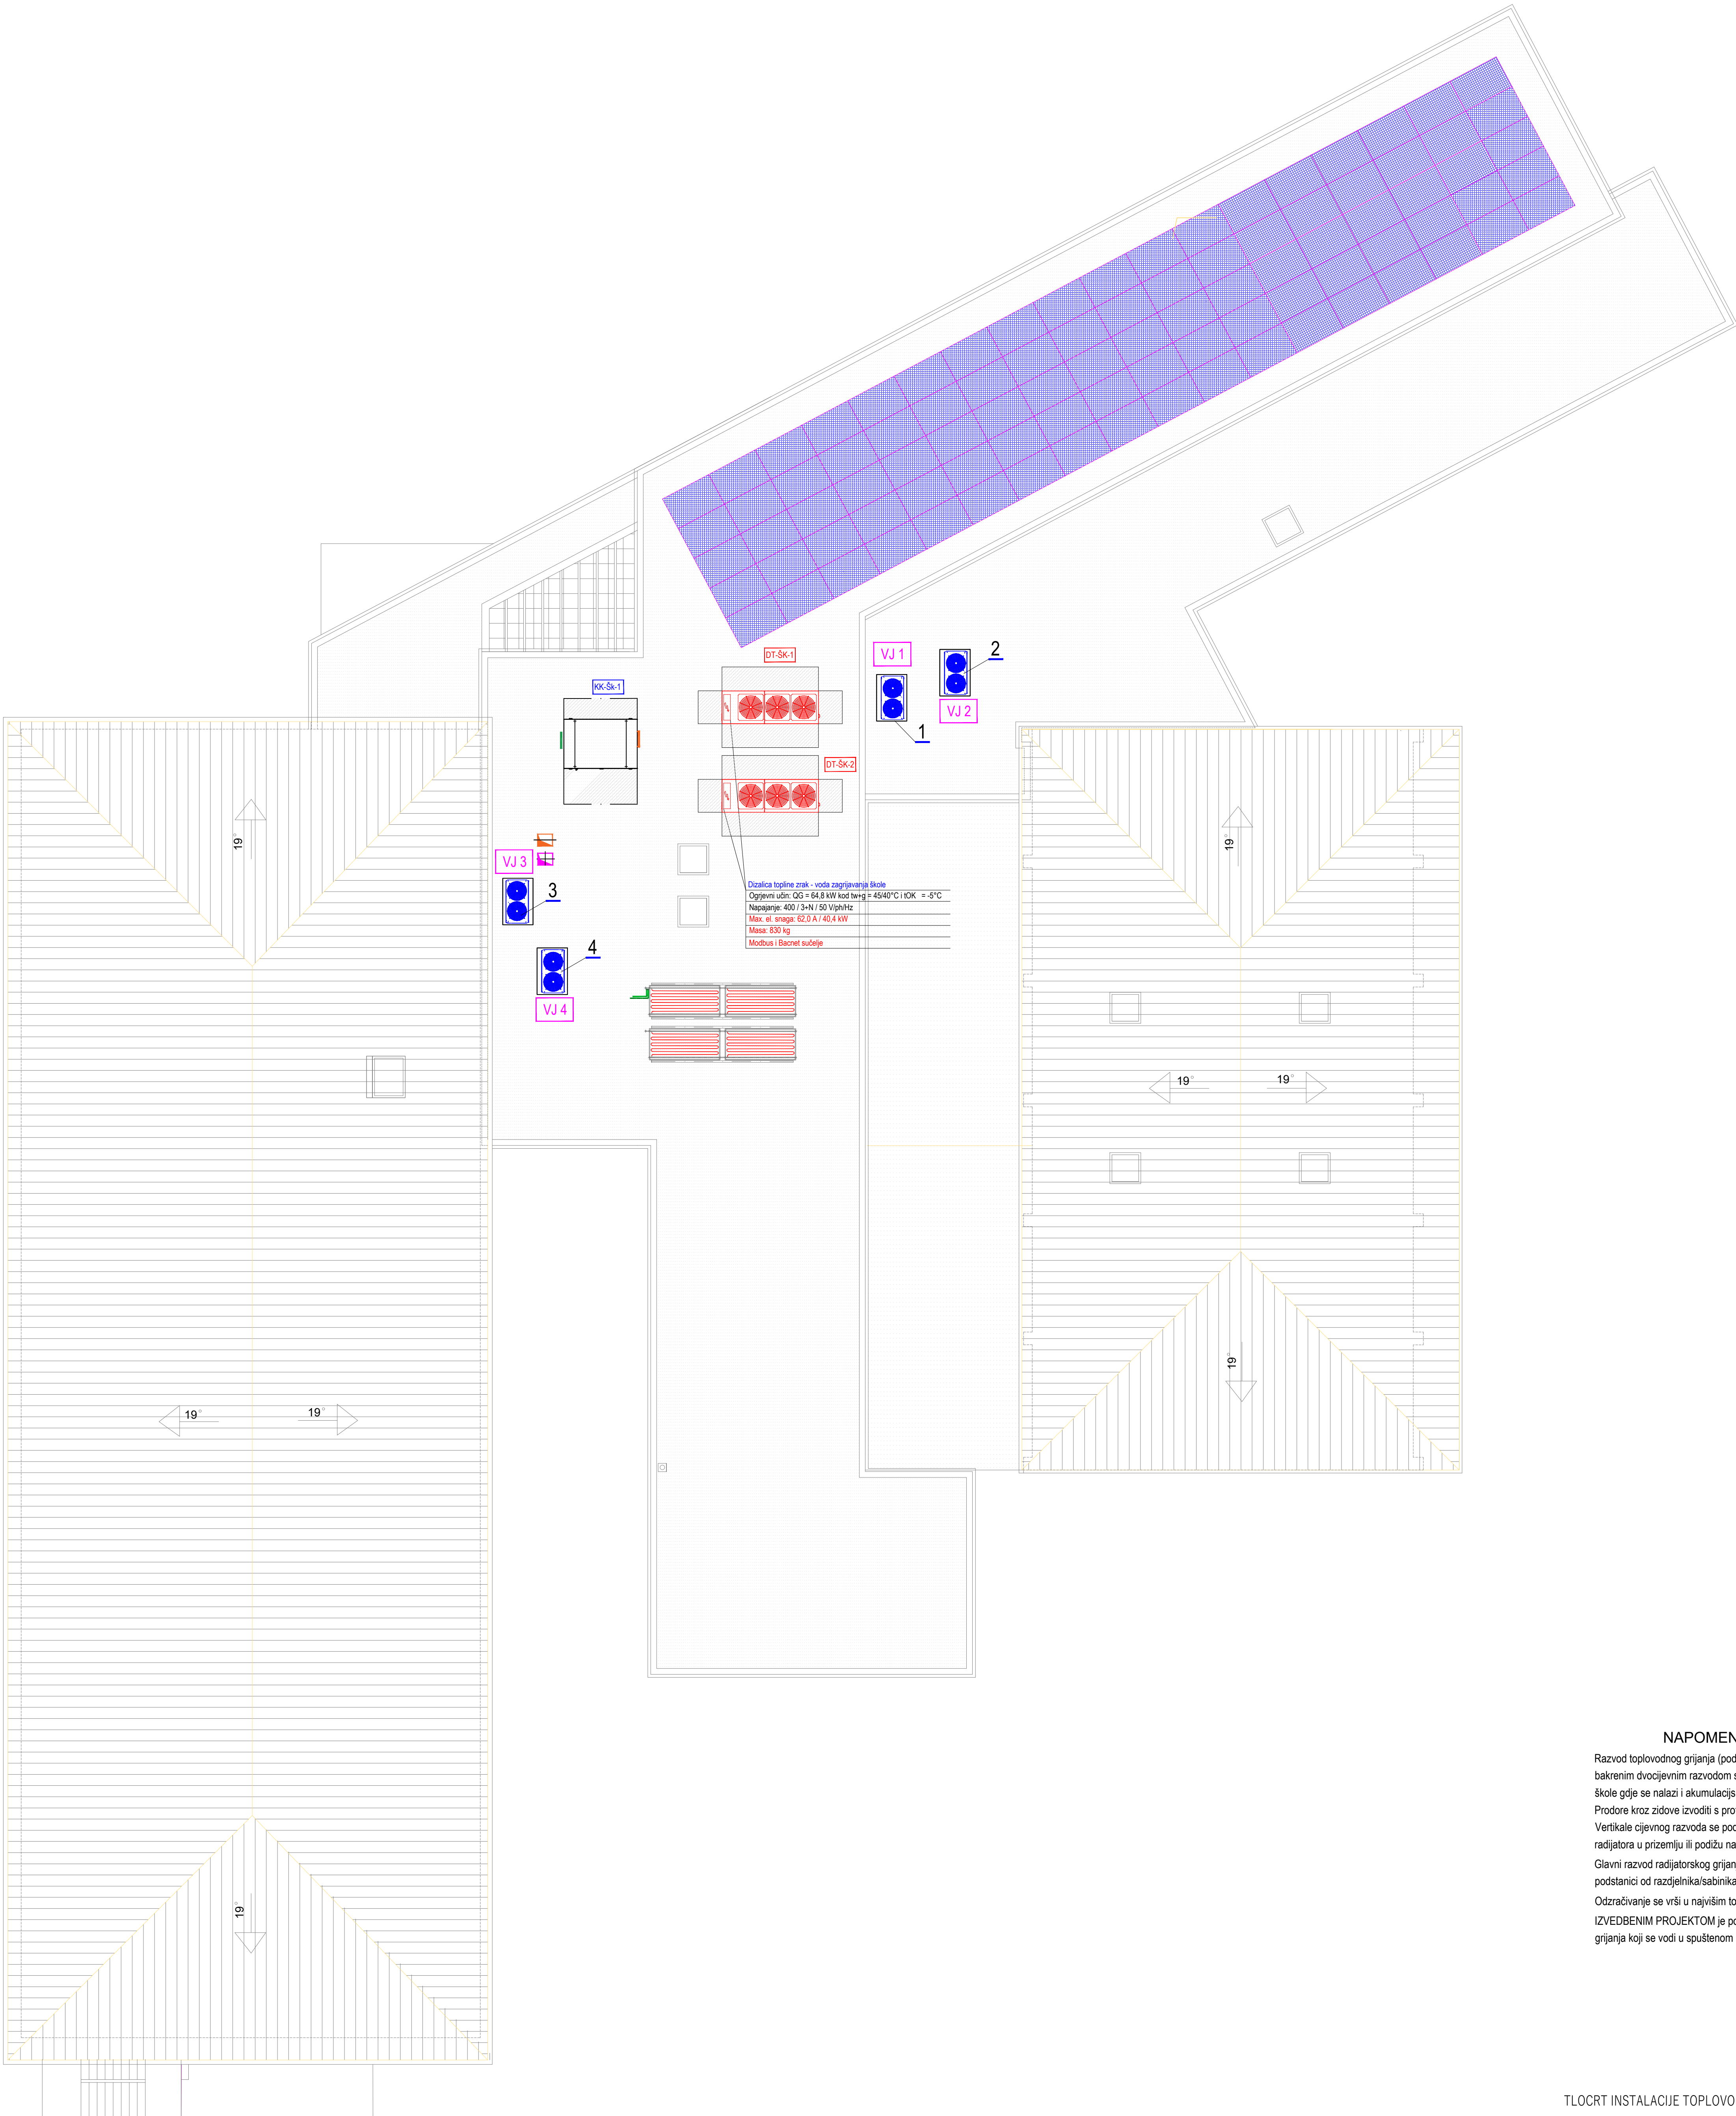 DT-ŠK-1
VJ 1
2
KK-Šk-1
VJ 2
1
DT-ŠK-2
19°
19°
VJ 3
3
Dizalica topline zrak - voda zagrijavanja škole
Ogrjevni učin: QG = 64,8 kW kod tw+g = 45/40°C i tOK = -5°C
Napajanje: 400 / 3+N / 50 V/ph/Hz
Max. el. snaga: 62,0 A / 40,4 kW
Masa: 830 kg
Modbus i Bacnet sučelje
4
VJ 4
19°
19°
19°
19°
19°
19°
NAPOMEN
Razvod toplovodnog grijanja (pod
bakrenim dvocijevnim razvodom s
škole gdje se nalazi i akumulacijs
Prodore kroz zidove izvoditi s pro
Vertikale cijevnog razvoda se pod
radijatora u prizemlju ili podižu na
Glavni razvod radijatorskog grijan
podstanici od razdjelnika/sabinika
Odzračivanje se vrši u najvišim to
IZVEDBENIM PROJEKTOM je po
grijanja koji se vodi u spuštenom
19°
TLOCRT INSTALACIJE TOPLOVO